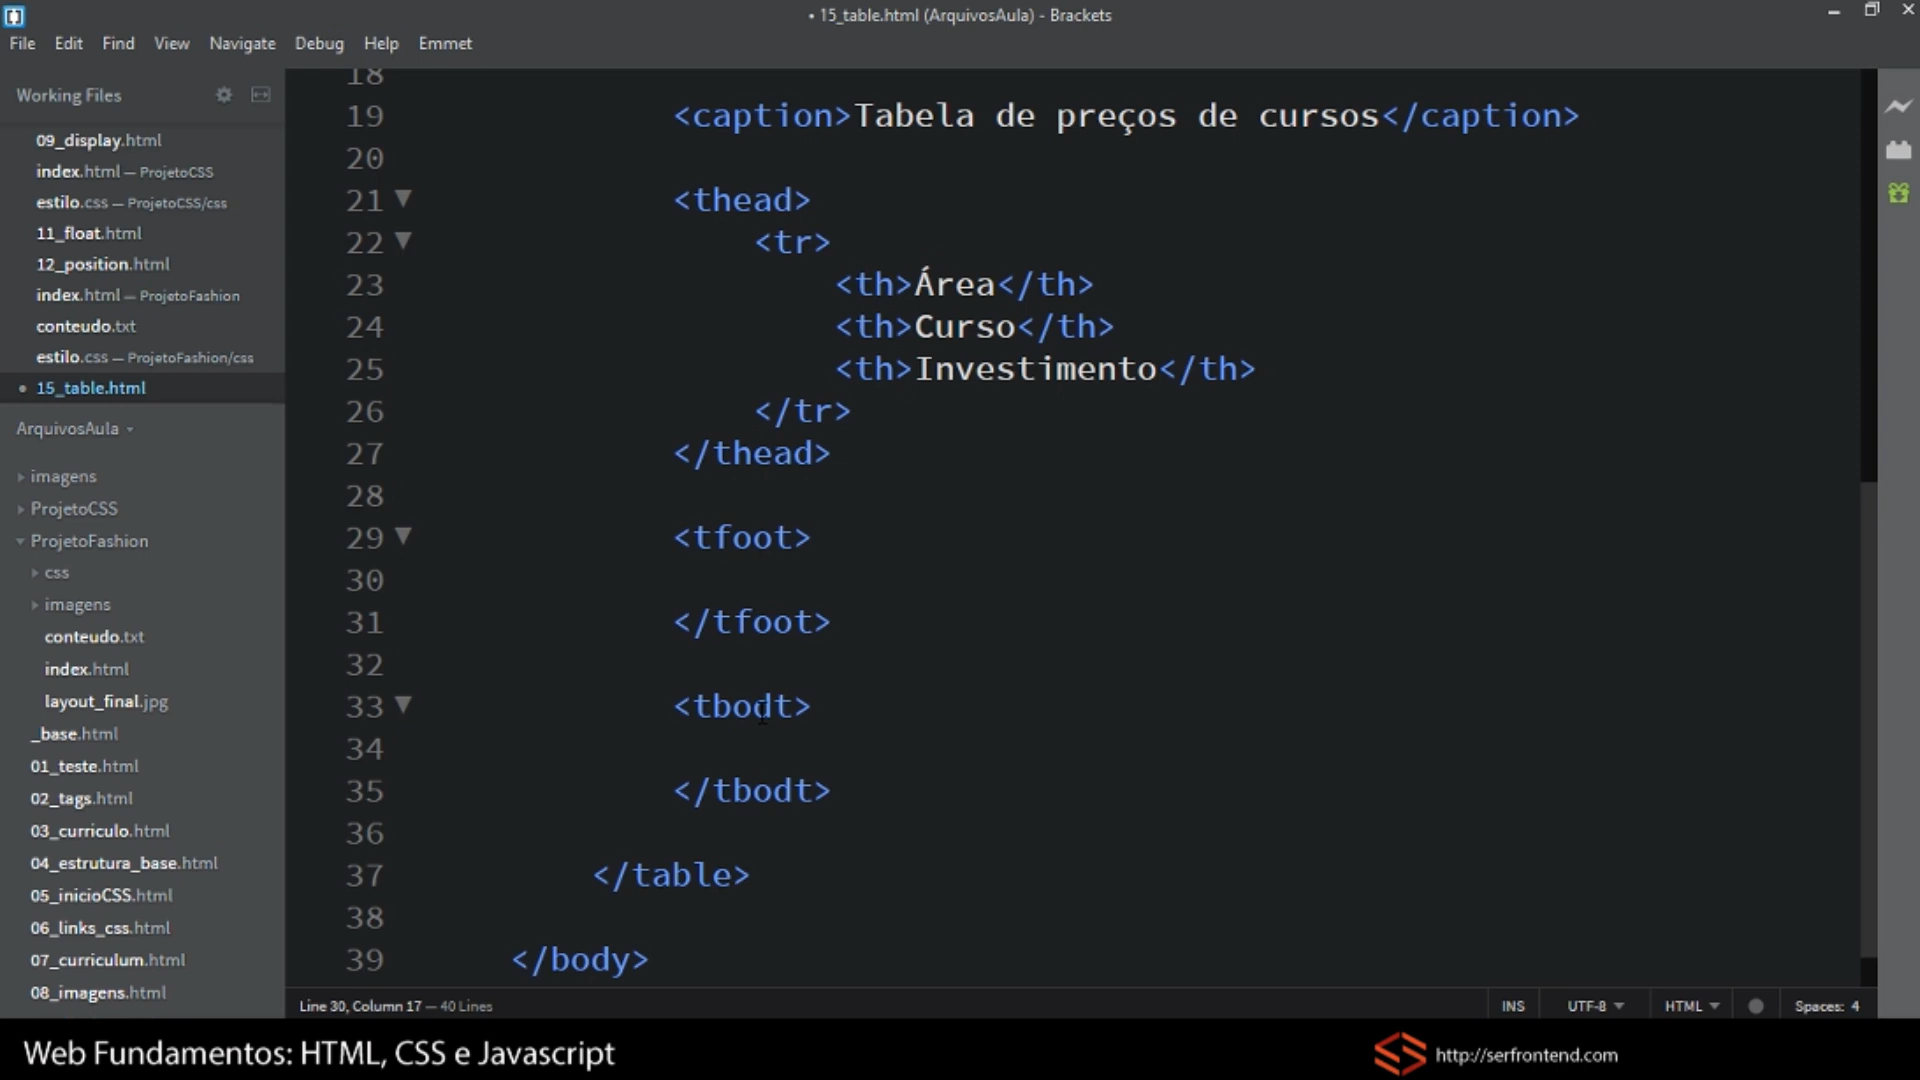 • 15_table.html (ArquivosAula) - Brackets
File Edit Find View Navigate Debug Help Emmet
Working Files
09_display.html
index.html — ProjetoCSS
estilo.css — ProjetoCSS/css
11_float.html
12_position.html
index.html — ProjetoFashion
conteudo.txt
estilo.css — ProjetoFashion/css
• 15_table.html
ArquivosAula
imagens
ProjetoCSS
ProjetoFashion
css
imagens
conteudo.txt
index.html
layout_final.jpg
_base.html
01_teste.html
02_tags.html
03_curriculo.html
04_estrutura_base.html
05_inicioCSS.html
06_links_css.html
07_curriculum.html
08_imagens.html
18
19 <caption>Tabela de preços de cursos</caption>
20
21 <thead>
22 <tr>
23 <th>Área</th>
24 <th>Curso</th>
25 <th>Investimento</th>
26 </tr>
27 </thead>
28
29 <tfoot>
30
31 </tfoot>
32
33 <tbodt>
34
35 </tbodt>
36
37 </table>
38
39 </body>
Line 30, Column 17 — 40 Lines
INS UTF-8 HTML Spaces: 4
Web Fundamentos: HTML, CSS e Javascript
http://serfrontend.com